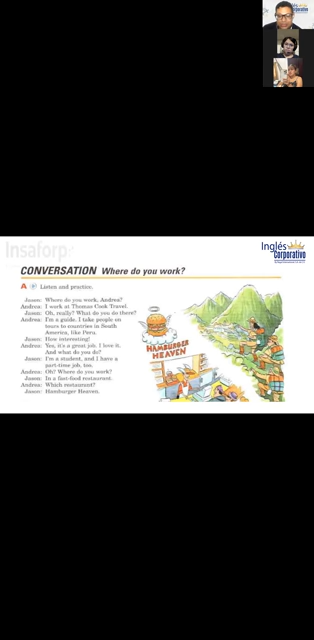 Inglés
Corporativo
Insaforp
Inglés
Corporativo
CONVERSATION Where do you work?
A Listen and practice.
Jason: Where do you work, Andrea?
Andrea: I work at Thomas Cook Travel.
Jason: Oh, really? What do you do there?
Andrea: I'm a guide. I take people on
tours to countries in South
America, like Peru.
Jason: How interesting!
Andrea: Yes, it's a great job. I love it.
And what do you do?
Jason: I'm a student, and I have a
part-time job, too.
Andrea: Oh? Where do you work?
Jason: In a fast-food restaurant.
Andrea: Which restaurant?
Jason: Hamburger Heaven.
HAMBURGER
HEAVEN